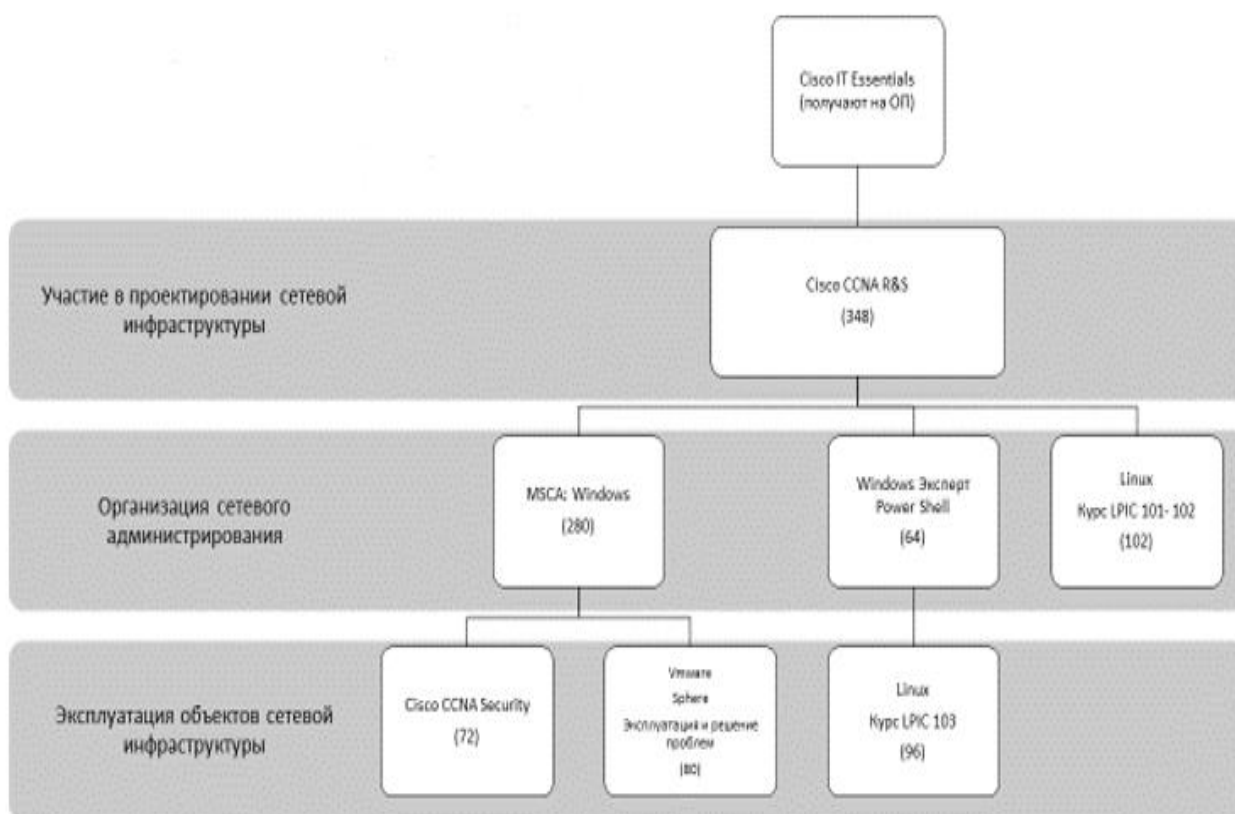 Cisco IT Essentials
(получают на ОП)
Участие в проектировании сетевой
инфраструктуры
Cisco CCNA R&S
(348)
Организация сетевого
администрирования
MSCA: Windows
(280)
Windows Эксперт
Power Shell
(64)
Linux
Курс LPIC 101- 102
(102)
Эксплуатация объектов сетевой
инфраструктуры
Cisco CCNA Security
(72)
Vmware
Sphere
Эксплуатация и решение
проблем
(80)
Linux
Курс LPIC 103
(96)